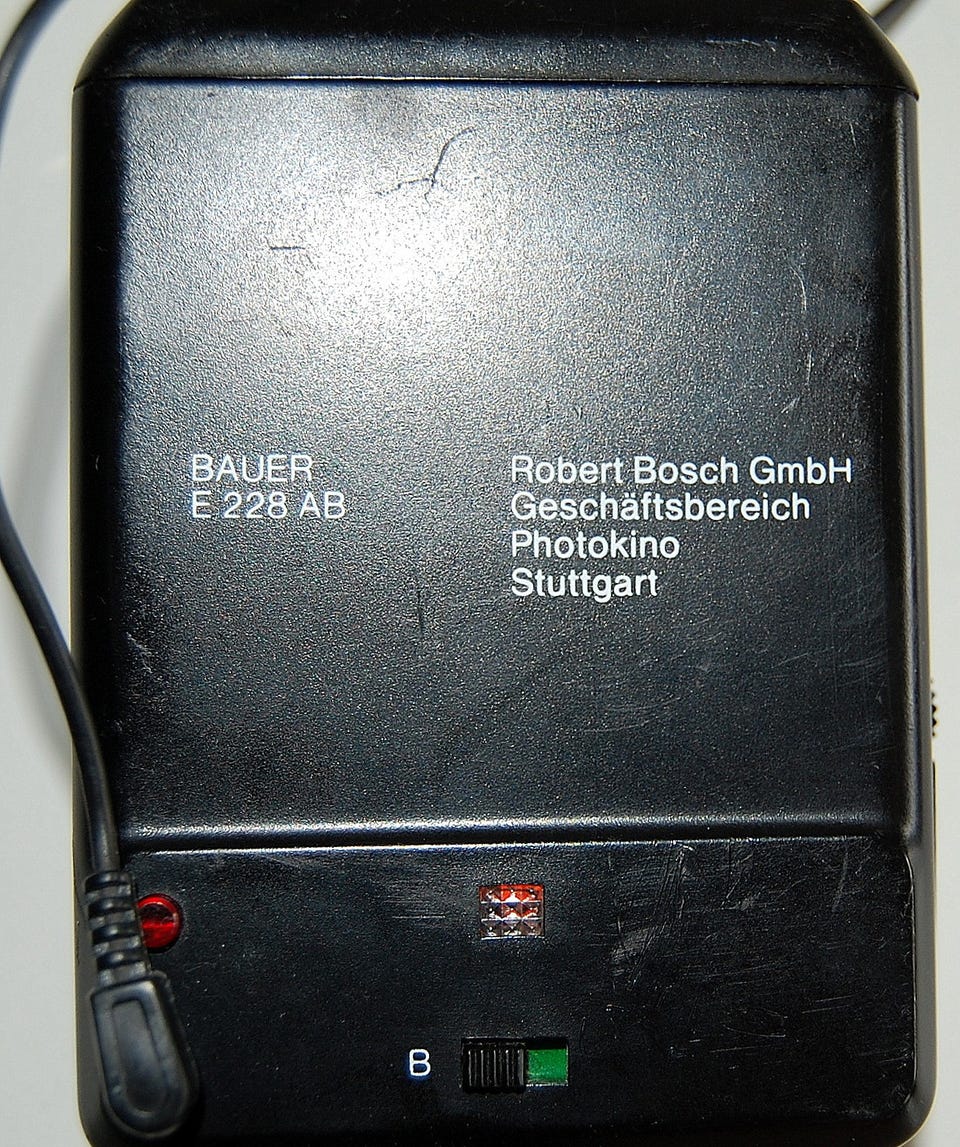 BAUER
E 228 AB
Robert Bosch GmbH
Geschäftsbereich
Photokino
Stuttgart
B